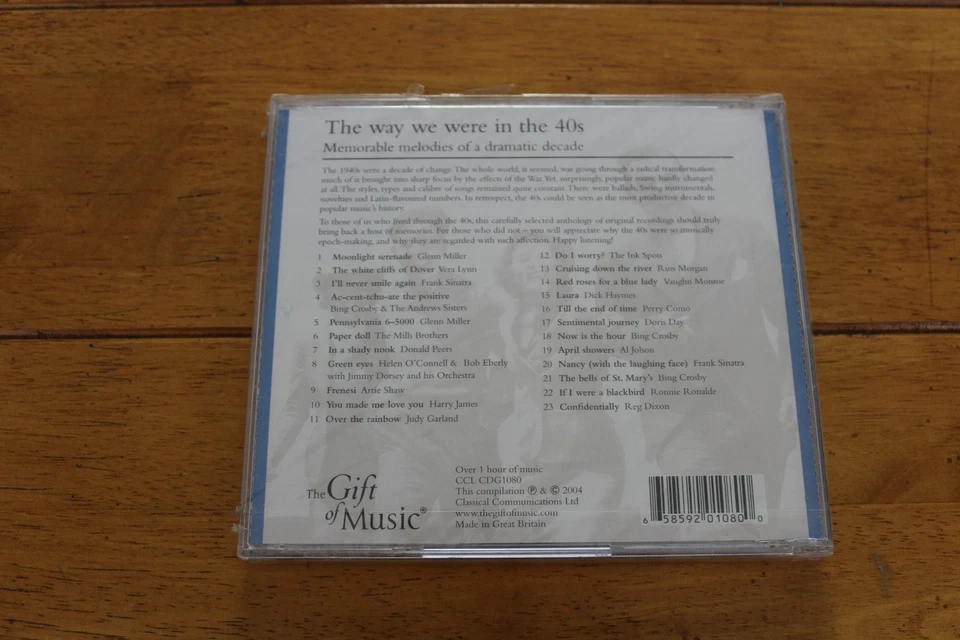 The way we were in the 40s
Memorable melodies of a dramatic decade
The 1940s were a decade of change. The whole world, it seemed, was going through a radical transformation,
much of it brought into sharp focus by the effects of the War. Yet, surprisingly, popular music hardly changed
at all. The styles, types and calibre of songs remained quite constant. There were ballads, Swing instrumentals,
novelties and Latin-flavoured numbers. In retrospect, the 40s could be seen as the most productive decade in
popular music's history.
To those of us who lived through the 40s, this carefully selected anthology of original recordings should truly
bring back a host of memories. For those who did not – you will appreciate why the 40s were so musically
epoch-making, and why they are regarded with such affection. Happy listening!
1 Moonlight serenade Glenn Miller
2 The white cliffs of Dover Vera Lynn
3 I'll never smile again Frank Sinatra
4 Ac-cent-tchu-ate the positive
Bing Crosby & The Andrews Sisters
5 Pennsylvania 6–5000 Glenn Miller
6 Paper doll The Mills Brothers
7 In a shady nook Donald Peers
8 Green eyes Helen O'Connell & Bob Eberly
with Jimmy Dorsey and his Orchestra
9 Frenesi Artie Shaw
10 You made me love you Harry James
11 Over the rainbow Judy Garland
12 Do I worry? The Ink Spots
13 Cruising down the river Russ Morgan
14 Red roses for a blue lady Vaughn Monroe
15 Laura Dick Haymes
16 Till the end of time Perry Como
17 Sentimental journey Doris Day
18 Now is the hour Bing Crosby
19 April showers Al Jolson
20 Nancy (with the laughing face) Frank Sinatra
21 The bells of St. Mary's Bing Crosby
22 If I were a blackbird Ronnie Ronalde
23 Confidentially Reg Dixon
The Gift
of Music®
Over 1 hour of music
CCL CDG1080
This compilation ℗ & © 2004
Classical Communications Ltd
www.thegiftofmusic.com
Made in Great Britain
6 58592 01080 0